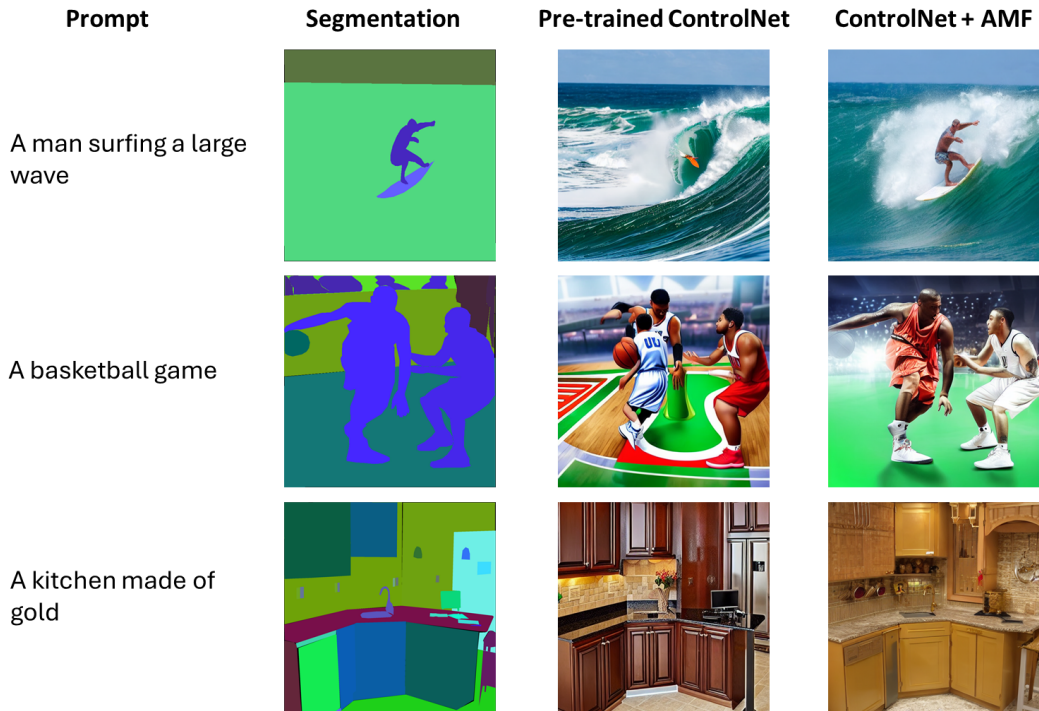 Prompt
Segmentation
Pre-trained ControlNet
ControlNet + AMF
A man surfing a large
wave
A basketball game
A kitchen made of
gold